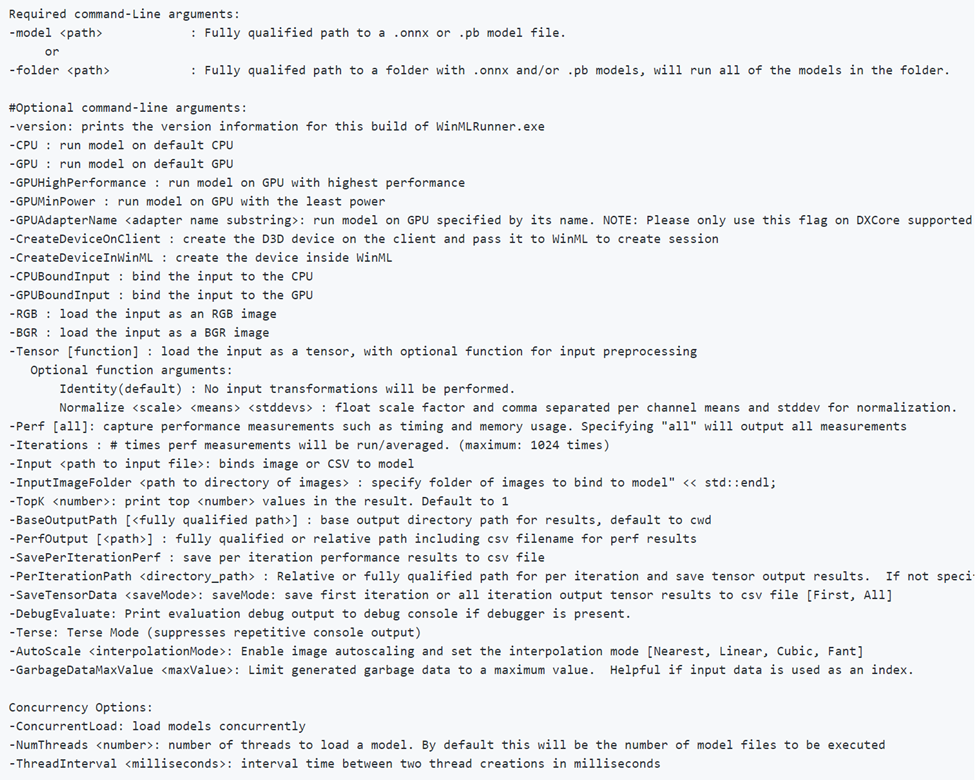 Required command-Line arguments:
-model <path>            : Fully qualified path to a .onnx or .pb model file.
     or
-folder <path>           : Fully qualifed path to a folder with .onnx and/or .pb models, will run all of the models in the folder.

#Optional command-line arguments:
-version: prints the version information for this build of WinMLRunner.exe
-CPU : run model on default CPU
-GPU : run model on default GPU
-GPUHighPerformance : run model on GPU with highest performance
-GPUMinPower : run model on GPU with the least power
-GPUAdapterName <adapter name substring>: run model on GPU specified by its name. NOTE: Please only use this flag on DXCore supported
-CreateDeviceOnClient : create the D3D device on the client and pass it to WinML to create session
-CreateDeviceInWinML : create the device inside WinML
-CPUBoundInput : bind the input to the CPU
-GPUBoundInput : bind the input to the GPU
-RGB : load the input as an RGB image
-BGR : load the input as a BGR image
-Tensor [function] : load the input as a tensor, with optional function for input preprocessing
   Optional function arguments:
       Identity(default) : No input transformations will be performed.
       Normalize <scale> <means> <stddevs> : float scale factor and comma separated per channel means and stddev for normalization.
-Perf [all]: capture performance measurements such as timing and memory usage. Specifying "all" will output all measurements
-Iterations : # times perf measurements will be run/averaged. (maximum: 1024 times)
-Input <path to input file>: binds image or CSV to model
-InputImageFolder <path to directory of images> : specify folder of images to bind to model" << std::endl;
-TopK <number>: print top <number> values in the result. Default to 1
-BaseOutputPath [<fully qualified path>] : base output directory path for results, default to cwd
-PerfOutput [<path>] : fully qualified or relative path including csv filename for perf results
-SavePerIterationPerf : save per iteration performance results to csv file
-PerIterationPath <directory_path> : Relative or fully qualified path for per iteration and save tensor output results.  If not speci
-SaveTensorData <saveMode>: saveMode: save first iteration or all iteration output tensor results to csv file [First, All]
-DebugEvaluate: Print evaluation debug output to debug console if debugger is present.
-Terse: Terse Mode (suppresses repetitive console output)
-AutoScale <interpolationMode>: Enable image autoscaling and set the interpolation mode [Nearest, Linear, Cubic, Fant]
-GarbageDataMaxValue <maxValue>: Limit generated garbage data to a maximum value.  Helpful if input data is used as an index.

Concurrency Options:
-ConcurrentLoad: load models concurrently
-NumThreads <number>: number of threads to load a model. By default this will be the number of model files to be executed
-ThreadInterval <milliseconds>: interval time between two thread creations in milliseconds